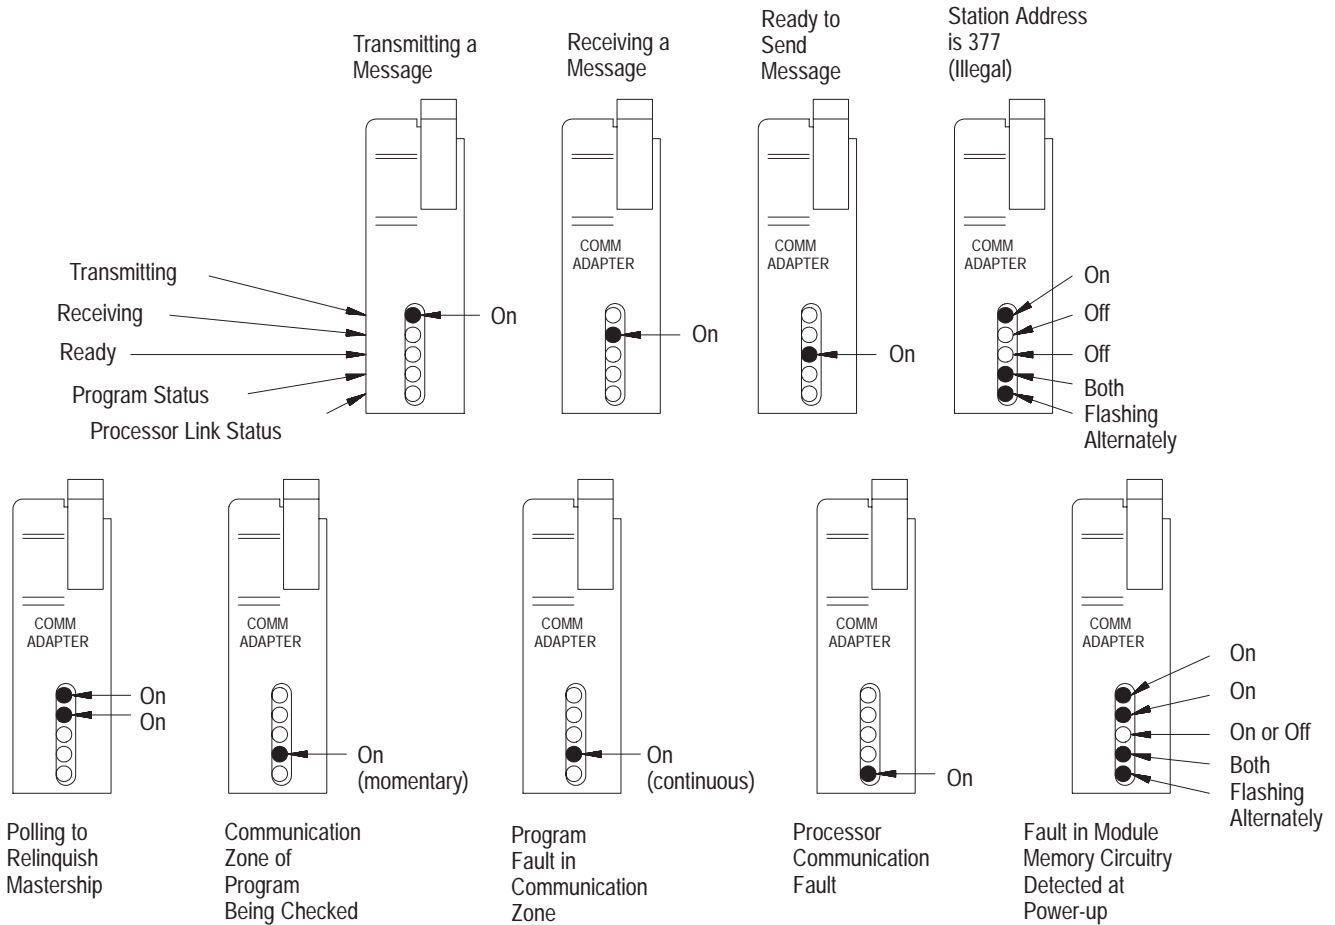 Transmitting a
Message
Receiving a
Message
Ready to
Send
Message
Station Address
is 377
(Illegal)
COMM
ADAPTER
COMM
ADAPTER
COMM
ADAPTER
Transmitting
Receiving
Ready
Program Status
Processor Link Status
On
On
On
On
Off
Off
Both
Flashing
Alternately
COMM
ADAPTER
On
On
COMM
ADAPTER
On
(momentary)
COMM
ADAPTER
On
(continuous)
COMM
ADAPTER
On
COMM
ADAPTER
On
On
On or Off
Both
Flashing
Alternately
Polling to
Relinquish
Mastership
Communication
Zone of
Program
Being Checked
Program
Fault in
Communication
Zone
Processor
Communication
Fault
Fault in Module
Memory Circuitry
Detected at
Power-up